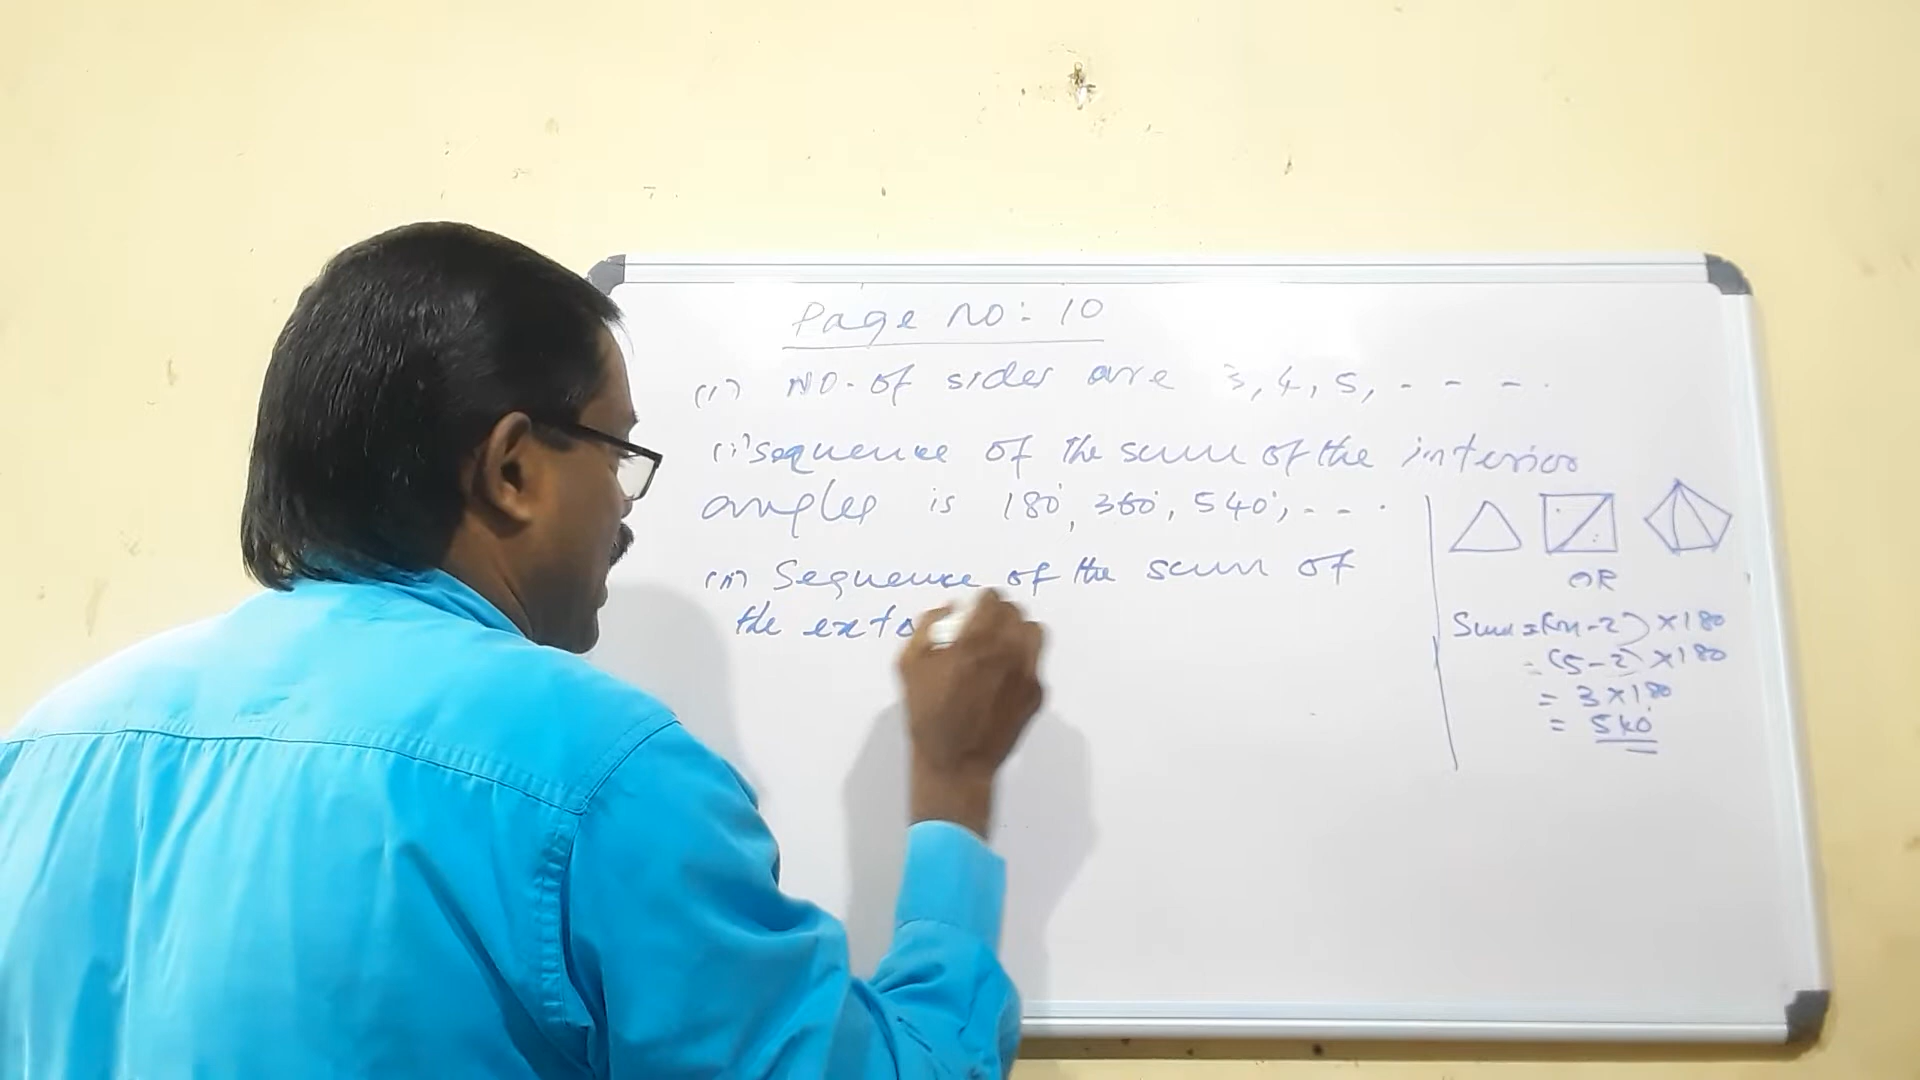 Page No: 10
(i) No. of sides are 3, 4, 5, - - - .
(ii) sequence of the sum of the interior
angles is 180°, 360°, 540°, - - - .
(iii) Sequence of the sum of
the exte
OR
Sum = (n-2) × 180
= (5-2) × 180
= 3 × 180
= 540°